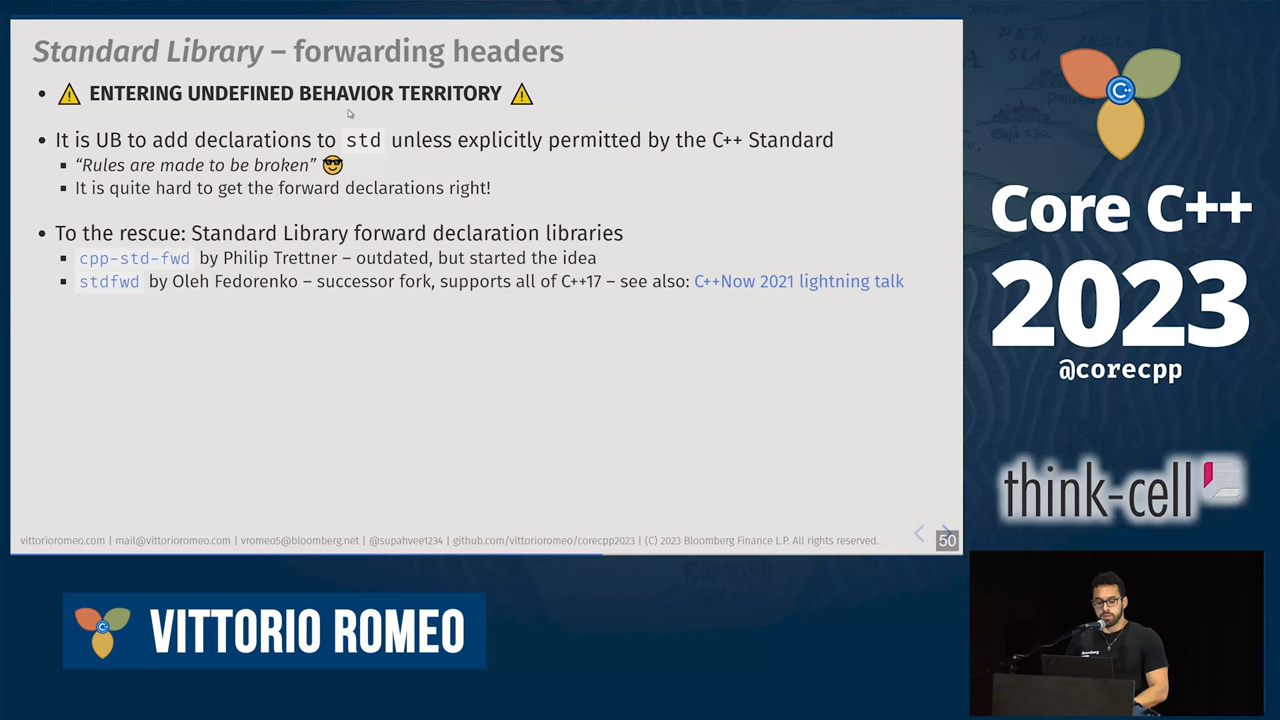 Standard Library – forwarding headers
ENTERING UNDEFINED BEHAVIOR TERRITORY
It is UB to add declarations to std unless explicitly permitted by the C++ Standard
“Rules are made to be broken” 😎
It is quite hard to get the forward declarations right!
To the rescue: Standard Library forward declaration libraries
cpp-std-fwd by Philip Trettner – outdated, but started the idea
stdfwd by Oleh Fedorenko – successor fork, supports all of C++17 – see also: C++Now 2021 lightning talk
vittorioromeo.com | mail@vittorioromeo.com | vromeo5@bloomberg.net | @supahvee1234 | github.com/vittorioromeo/corecpp2023 | (C) 2023 Bloomberg Finance L.P. All rights reserved.
50
C++
Core C++
2023
@corecpp
think-cell
VITTORIO ROMEO